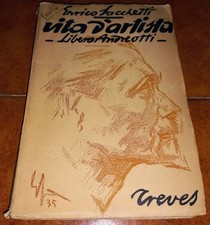 Enrico Sacchetti
vita d'artista
- Libero Andreotti -
35
Treves